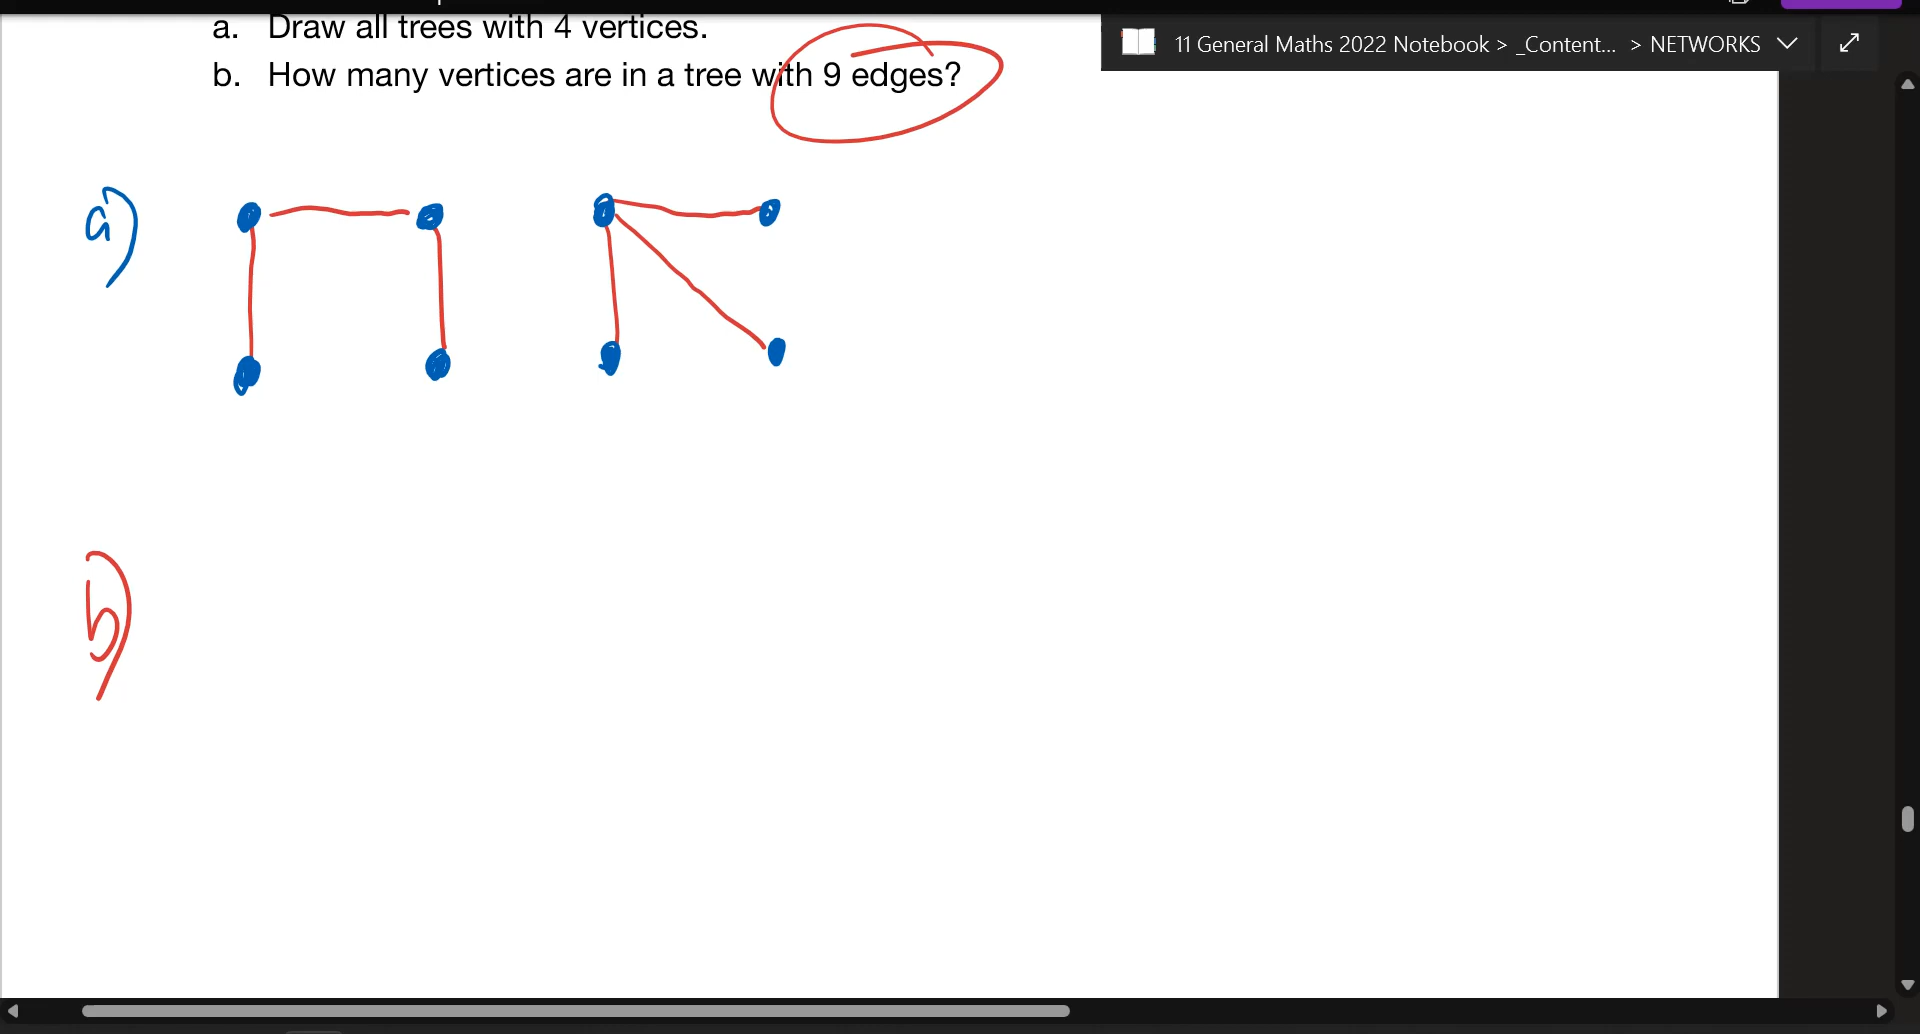 a. Draw all trees with 4 vertices.
11 General Maths 2022 Notebook > _Content... > NETWORKS
b. How many vertices are in a tree with 9 edges?
a)
b)